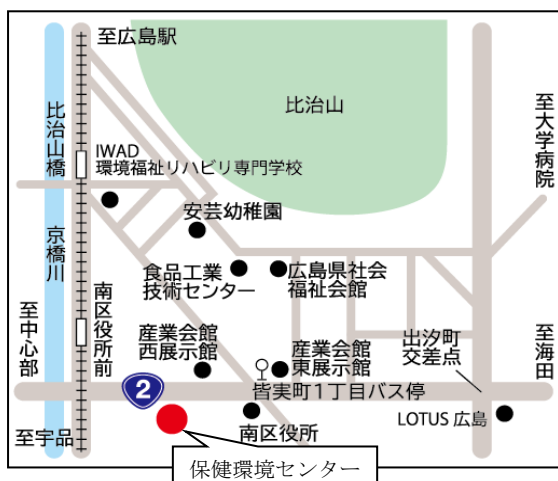 至広島駅
比治山
比治山橋
至大学病院
IWAD
環境福祉リハビリ専門学校
安芸幼稚園
京橋川
食品工業
技術センター
広島県社会
福祉会館
至中心部
南区役所前
産業会館
西展示館
産業会館
東展示館
出汐町
交差点
至海田
2
皆実町1丁目バス停
LOTUS 広島
至宇品
南区役所
保健環境センター